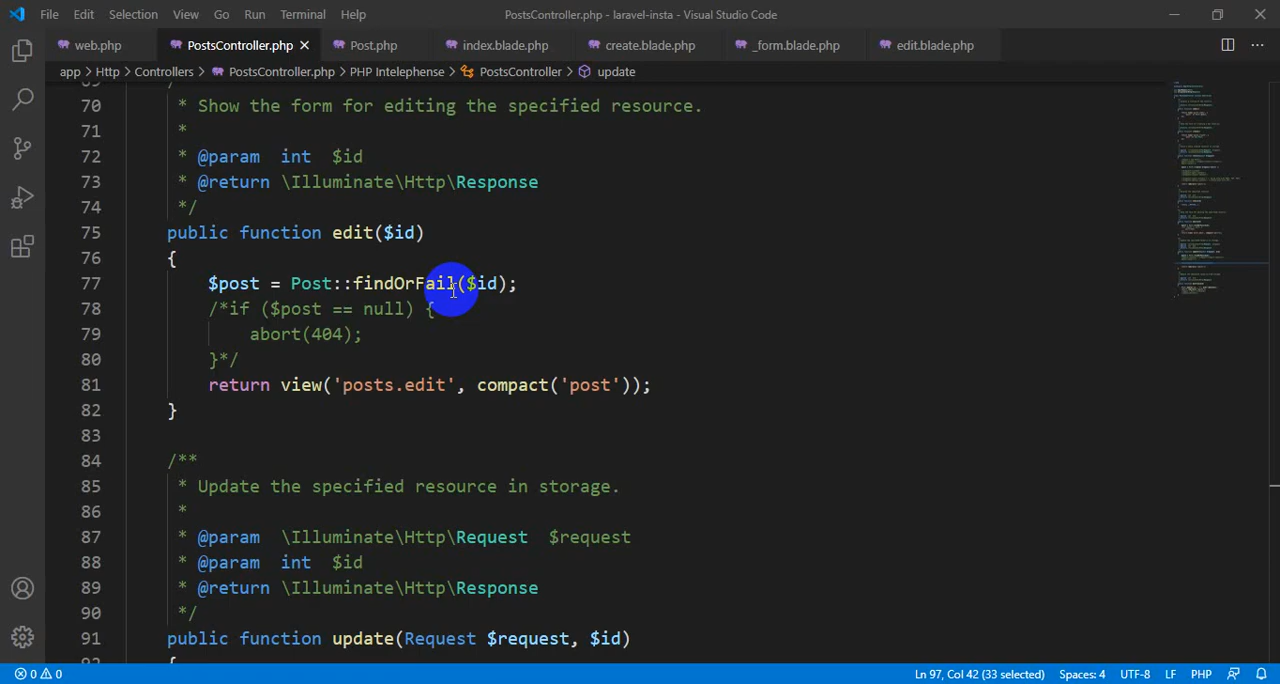 File Edit Selection View Go Run Terminal Help PostsController.php - laravel-insta - Visual Studio Code
web.php PostsController.php Post.php index.blade.php create.blade.php _form.blade.php edit.blade.php
app > Http > Controllers > PostsController.php > PHP Intelephense > PostsController > update
70 * Show the form for editing the specified resource.
71 *
72 * @param int $id
73 * @return \Illuminate\Http\Response
74 */
75 public function edit($id)
76 {
77 $post = Post::findOrFail($id);
78 /*if ($post == null) {
79 abort(404);
80 }*/
81 return view('posts.edit', compact('post'));
82 }
83
84 /**
85 * Update the specified resource in storage.
86 *
87 * @param \Illuminate\Http\Request $request
88 * @param int $id
89 * @return \Illuminate\Http\Response
90 */
91 public function update(Request $request, $id)
0 0 Ln 97, Col 42 (33 selected) Spaces: 4 UTF-8 LF PHP